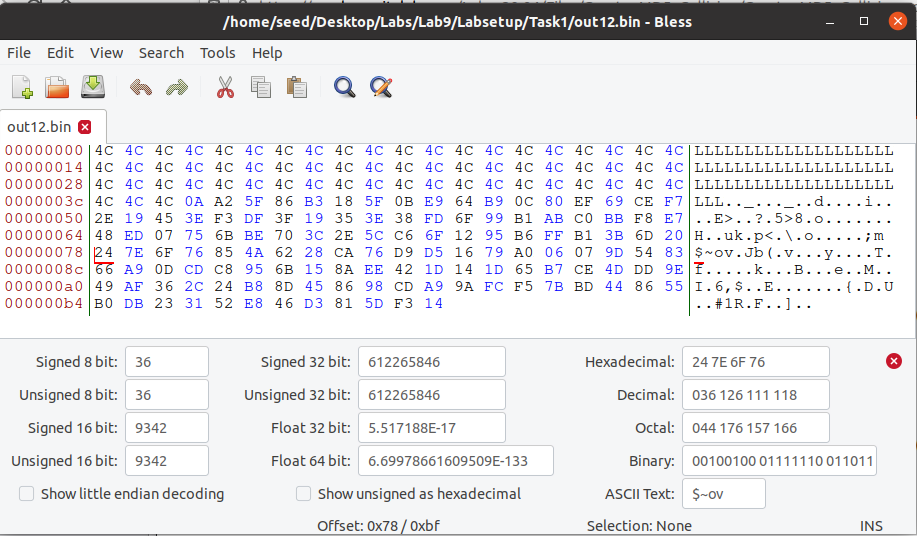 /home/seed/Desktop/Labs/Lab9/Labsetup/Task1/out12.bin - Bless
File Edit View Search Tools Help
out12.bin
00000000 4C 4C 4C 4C 4C 4C 4C 4C 4C 4C 4C 4C 4C 4C 4C 4C 4C 4C 4C 4C LLLLLLLLLLLLLLLLLLLL
00000014 4C 4C 4C 4C 4C 4C 4C 4C 4C 4C 4C 4C 4C 4C 4C 4C 4C 4C 4C 4C LLLLLLLLLLLLLLLLLLLL
00000028 4C 4C 4C 4C 4C 4C 4C 4C 4C 4C 4C 4C 4C 4C 4C 4C 4C 4C 4C 4C LLLLLLLLLLLLLLLLLLLL
0000003c 4C 4C 4C 0A A2 5F 86 B3 18 5F 0B E9 64 B9 0C 80 EF 69 CE F7 LLL.._..._..d....i..
00000050 2E 19 45 3E F3 DF 3F 19 35 3E 38 FD 6F 99 B1 AB C0 BB F8 E7 ..E>..?.5>8.o.......
00000064 48 ED 07 75 6B BE 70 3C 2E 5C C6 6F 12 95 B6 FF B1 3B 6D 20 H..uk.p<.\.o.....;m
00000078 24 7E 6F 76 85 4A 62 28 CA 76 D9 D5 16 79 A0 06 07 9D 54 83 $~ov.Jb(.v...y....T.
0000008c 66 A9 0D CD C8 95 6B 15 8A EE 42 1D 14 1D 65 B7 CE 4D DD 9E f.....k...B...e..M..
000000a0 49 AF 36 2C 24 B8 8D 45 86 98 CD A9 9A FC F5 7B BD 44 86 55 I.6,$..E.......{.D.U
000000b4 B0 DB 23 31 52 E8 46 D3 81 5D F3 14 ..#1R.F..]..
Signed 8 bit: 36 Signed 32 bit: 612265846 Hexadecimal: 24 7E 6F 76
Unsigned 8 bit: 36 Unsigned 32 bit: 612265846 Decimal: 036 126 111 118
Signed 16 bit: 9342 Float 32 bit: 5.517188E-17 Octal: 044 176 157 166
Unsigned 16 bit: 9342 Float 64 bit: 6.69978661609509E-133 Binary: 00100100 01111110 011011
Show little endian decoding Show unsigned as hexadecimal ASCII Text: $~ov
Offset: 0x78 / 0xbf Selection: None INS